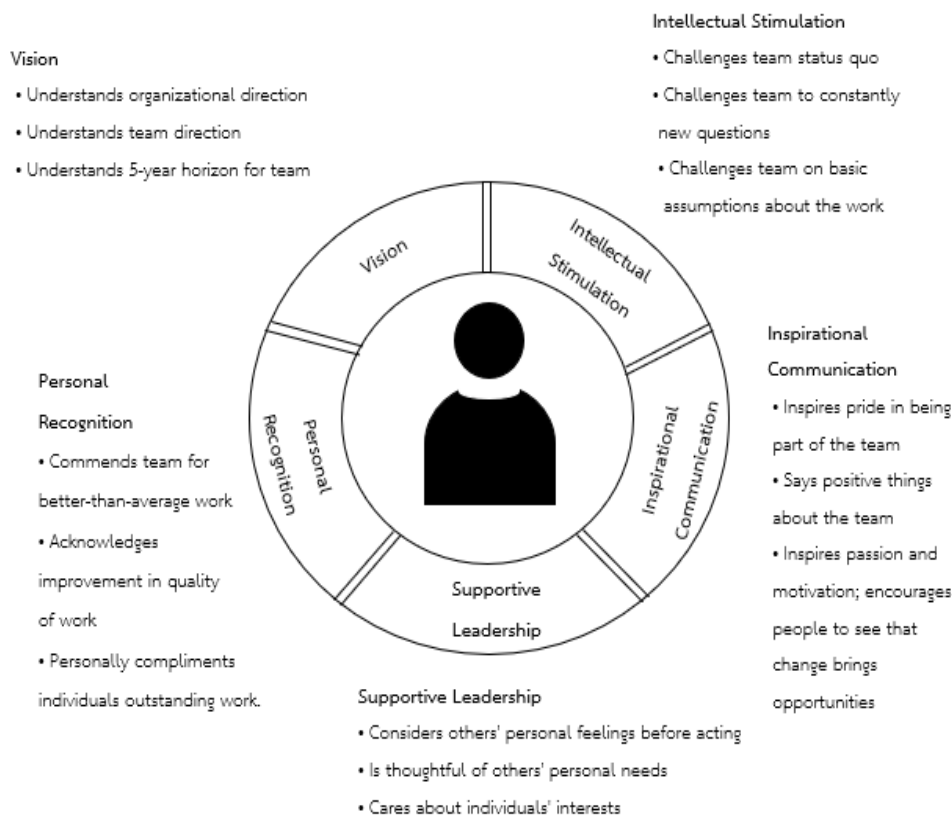 Vision
• Understands organizational direction
• Understands team direction
• Understands 5-year horizon for team
Intellectual Stimulation
• Challenges team status quo
• Challenges team to constantly
new questions
• Challenges team on basic
assumptions about the work
Vision
Intellectual
Stimulation
Personal
Recognition
Inspirational
Communication
Supportive
Leadership
Personal
Recognition
• Commends team for
better-than-average work
• Acknowledges
improvement in quality
of work
• Personally compliments
individuals outstanding work.
Inspirational
Communication
• Inspires pride in being
part of the team
• Says positive things
about the team
• Inspires passion and
motivation; encourages
people to see that
change brings
opportunities
Supportive Leadership
• Considers others' personal feelings before acting
• Is thoughtful of others' personal needs
• Cares about individuals' interests